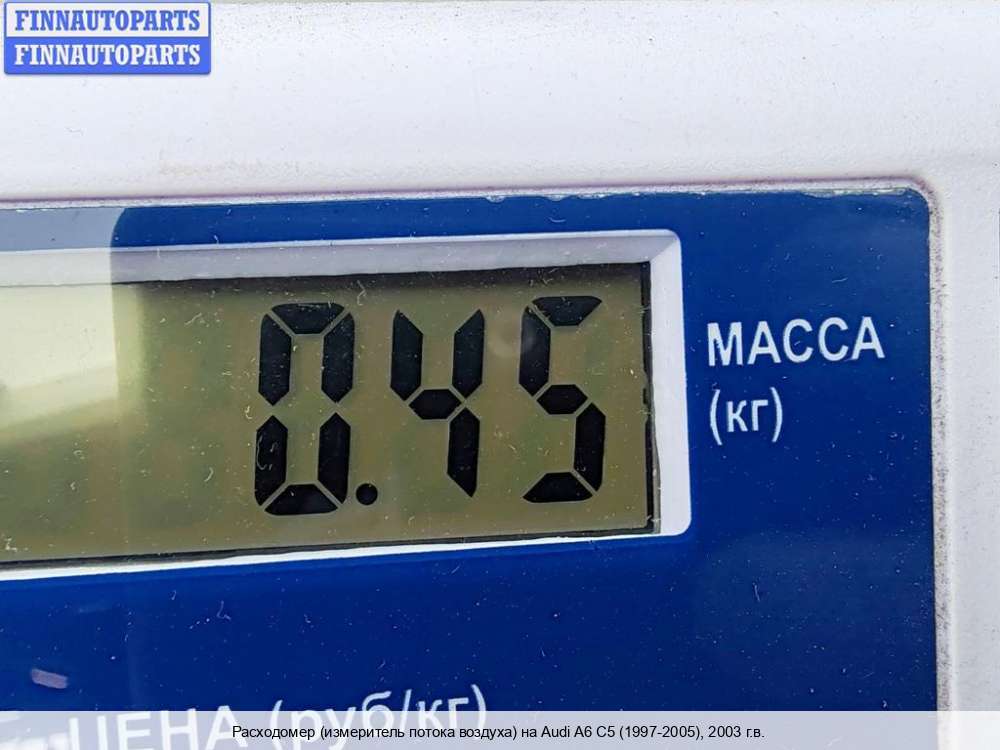 FINNAUTOPARTS
FINNAUTOPARTS
0.45
МАССА
(кг)
ЦЕНА (руб/кг)
Расходомер (измеритель потока воздуха) на Audi A6 C5 (1997-2005), 2003 г.в.